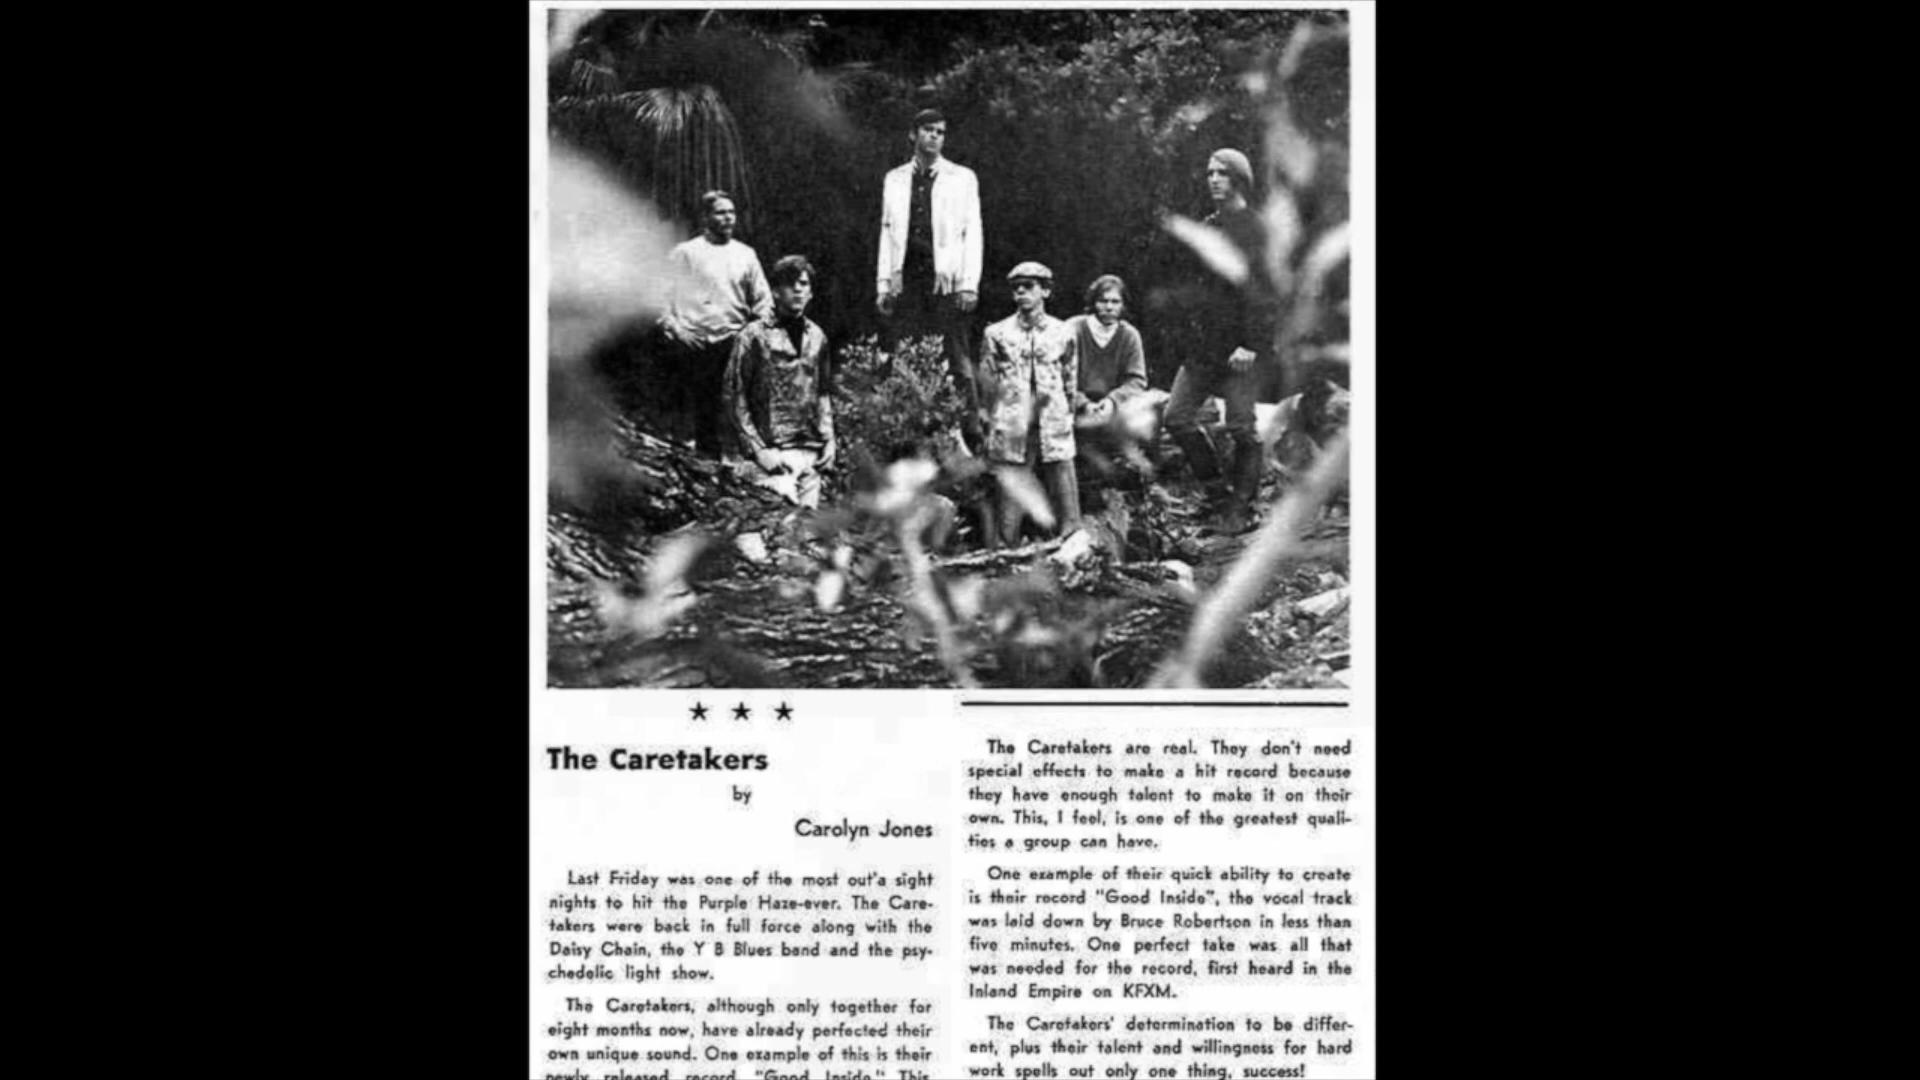 ★ ★ ★
The Caretakers
by
Carolyn Jones
Last Friday was one of the most out'a sight
nights to hit the Purple Haze-ever. The Care-
takers were back in full force along with the
Daisy Chain, the Y B Blues band and the psy-
chedelic light show.
The Caretakers, although only together for
eight months now, have already perfected their
own unique sound. One example of this is their
newly released record, "Good Inside." This
The Caretakers are real. They don't need
special effects to make a hit record because
they have enough talent to make it on their
own. This, I feel, is one of the greatest quali-
ties a group can have.
One example of their quick ability to create
is their record "Good Inside", the vocal track
was laid down by Bruce Robertson in less than
five minutes. One perfect take was all that
was needed for the record, first heard in the
Inland Empire on KFXM.
The Caretakers' determination to be differ-
ent, plus their talent and willingness for hard
work spells out only one thing, success!